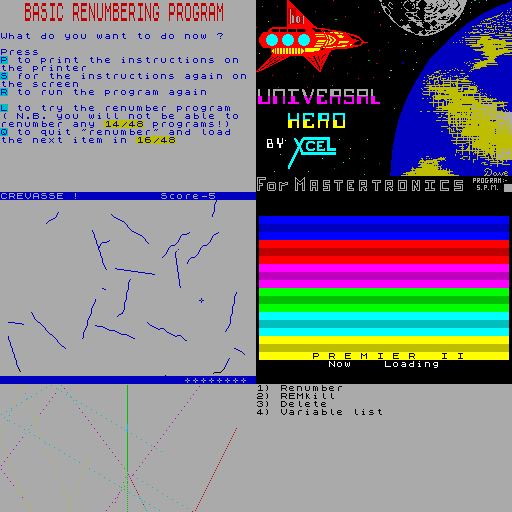 BASIC RENUMBERING PROGRAM
What do you want to do now ?
Press
P to print the instructions on
the printer
S for the instructions again on
the screen
R to run the program again
L to try the renumber program
( N.B. you will not be able to
renumber any 14/48 programs!)
Q to quit "renumber" and load
the next item in 16/48
hol
UNIVERSAL
HERO
BY XCEL
Dave
For MASTERTRONICS
PROGRAM:-
S.P.M.
CREVASSE ! Score-5
PREMIER II
Now Loading
1) Renumber
2) REMKill
3) Delete
4) Variable list